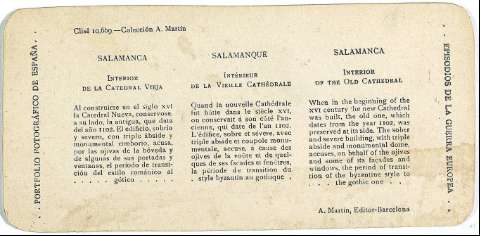 Clisé 10,609.—Colección A. Martín
. . PORTFOLIO FOTOGRÁFICO DE ESPAÑA. . .
SALAMANCA
INTERIOR
DE LA CATEDRAL VIEJA
Al construirse en el siglo XVI
la Catedral Nueva, conservóse
a su lado, la antigua, que data
del año 1102. El edificio, sobrio
y severo, con triple ábside y
monumental cimborio, acusa,
por las ojivas de la bóveda y
de algunas de sus portadas y
ventanas, el período de transi-
ción del estilo románico al
. . . . gótico . . . . .
SALAMANQUE
INTÉRIEUR
DE LA VIEILLE CATHÉDRALE
Quand la nouvelle Cathédrale
fût bâtie dans le siècle XVI,
on conservat à son côté l'an-
cienne, qui date de l'an 1102.
L'édifice, sobre et sévère, avec
triple abside et coupole monu-
mentale, accuse, a cause des
ojives de la voûte et de quel-
ques de ses façades et fenêtres,
la période de transition du
style byzantin au gothique .
SALAMANCA
INTERIOR
OF THE OLD CATHEDRAL
When in the beginning of the
XVI century the new Cathedral
was built, the old one, which
dates from the year 1102, was
preserved at its side. The sober
and severe building, with triple
abside and monumental dome,
accuses, on behalf of the ojives
and some of its façades and
windows, the period of transi-
tion of the byzantine style to
. . . . the gothic one . . . .
A. Martín, Editor-Barcelona
. . EPISODIOS DE LA GUERRA EUROPEA . .